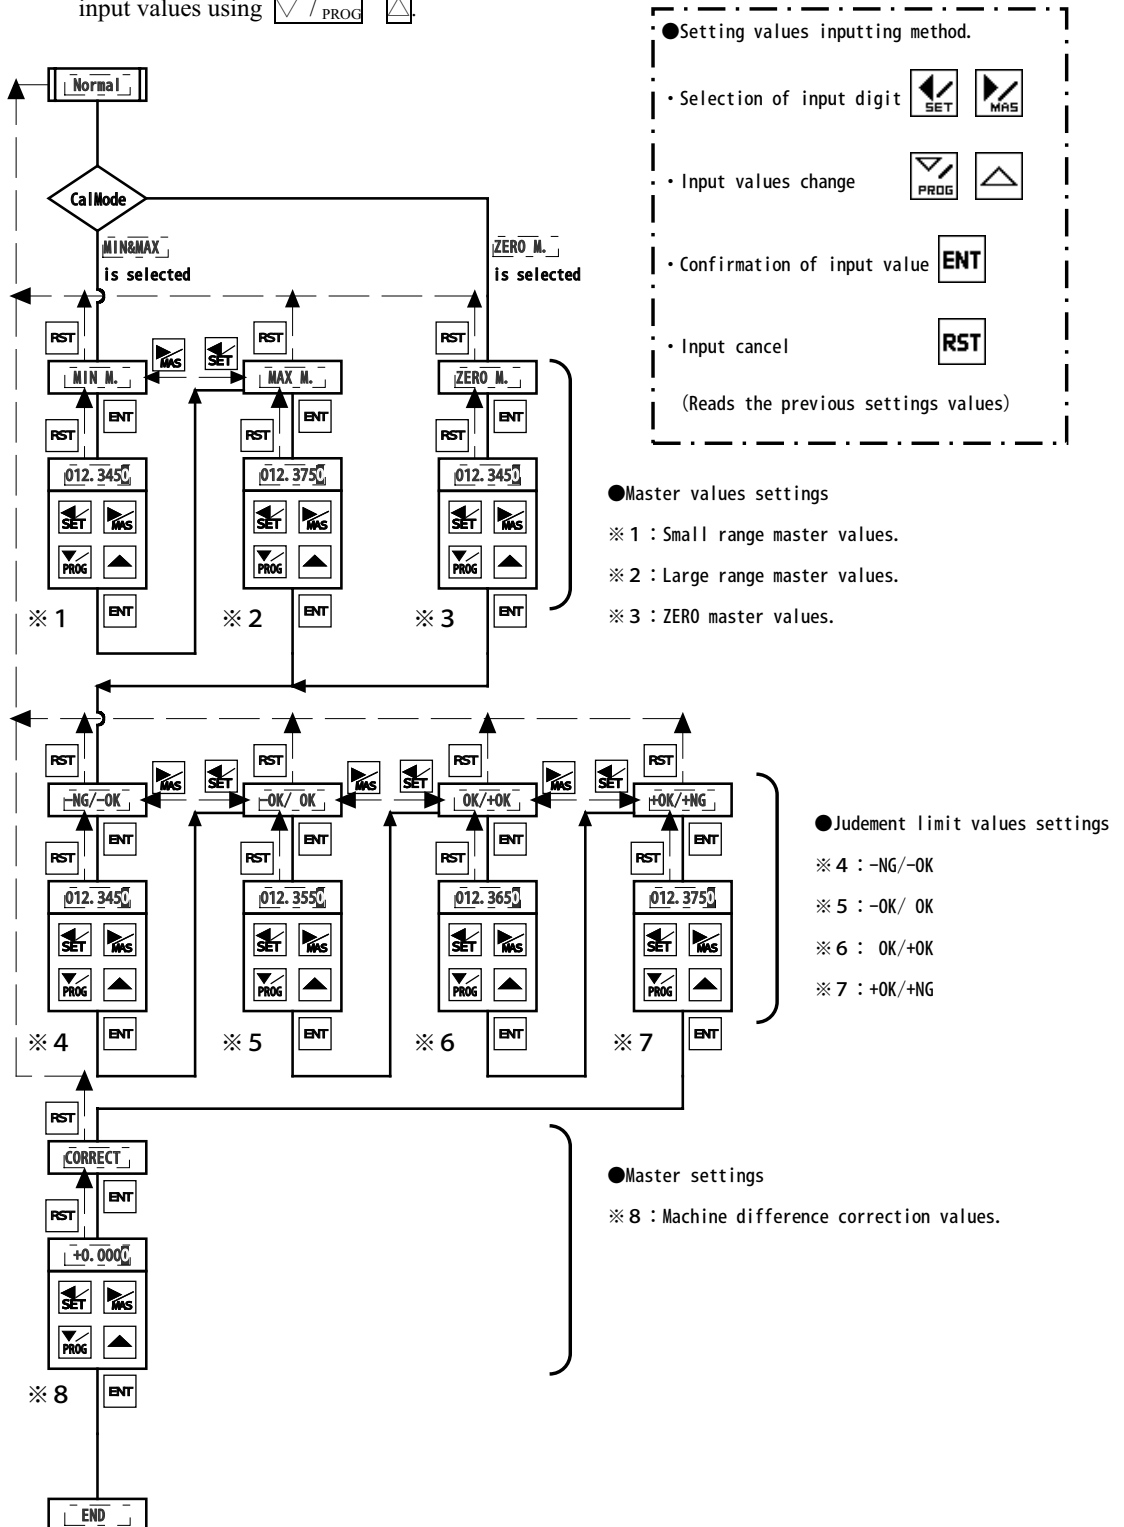 input values using ▽ / PROG △.
●Setting values inputting method.
・Selection of input digit ◀/SET ▶/MAS
・Input values change ▽/PROG △
・Confirmation of input value ENT
・Input cancel RST
(Reads the previous settings values)
Normal
CalMode
MIN&MAX
is selected
ZERO M.
is selected
RST ▶/MAS ◀/SET RST RST
MIN M. MAX M. ZERO M.
ENT ENT ENT
RST RST RST
012.3450 012.3750 012.3450
◀/SET ▶/MAS ◀/SET ▶/MAS ◀/SET ▶/MAS
▼/PROG ▲ ▼/PROG ▲ ▼/PROG ▲
※1 ENT ※2 ENT ※3 ENT
●Master values settings
※1：Small range master values.
※2：Large range master values.
※3：ZERO master values.
RST ▶/MAS ◀/SET RST ▶/MAS ◀/SET RST ▶/MAS ◀/SET RST
-NG/-OK -OK/ OK OK/+OK +OK/+NG
ENT ENT ENT ENT
RST RST RST RST
012.3450 012.3550 012.3650 012.3750
◀/SET ▶/MAS ◀/SET ▶/MAS ◀/SET ▶/MAS ◀/SET ▶/MAS
▼/PROG ▲ ▼/PROG ▲ ▼/PROG ▲ ▼/PROG ▲
※4 ENT ※5 ENT ※6 ENT ※7 ENT
●Judement limit values settings
※4：-NG/-OK
※5：-OK/ OK
※6： OK/+OK
※7：+OK/+NG
RST
CORRECT
ENT
RST
+0.0000
◀/SET ▶/MAS
▼/PROG ▲
※8 ENT
●Master settings
※8：Machine difference correction values.
END